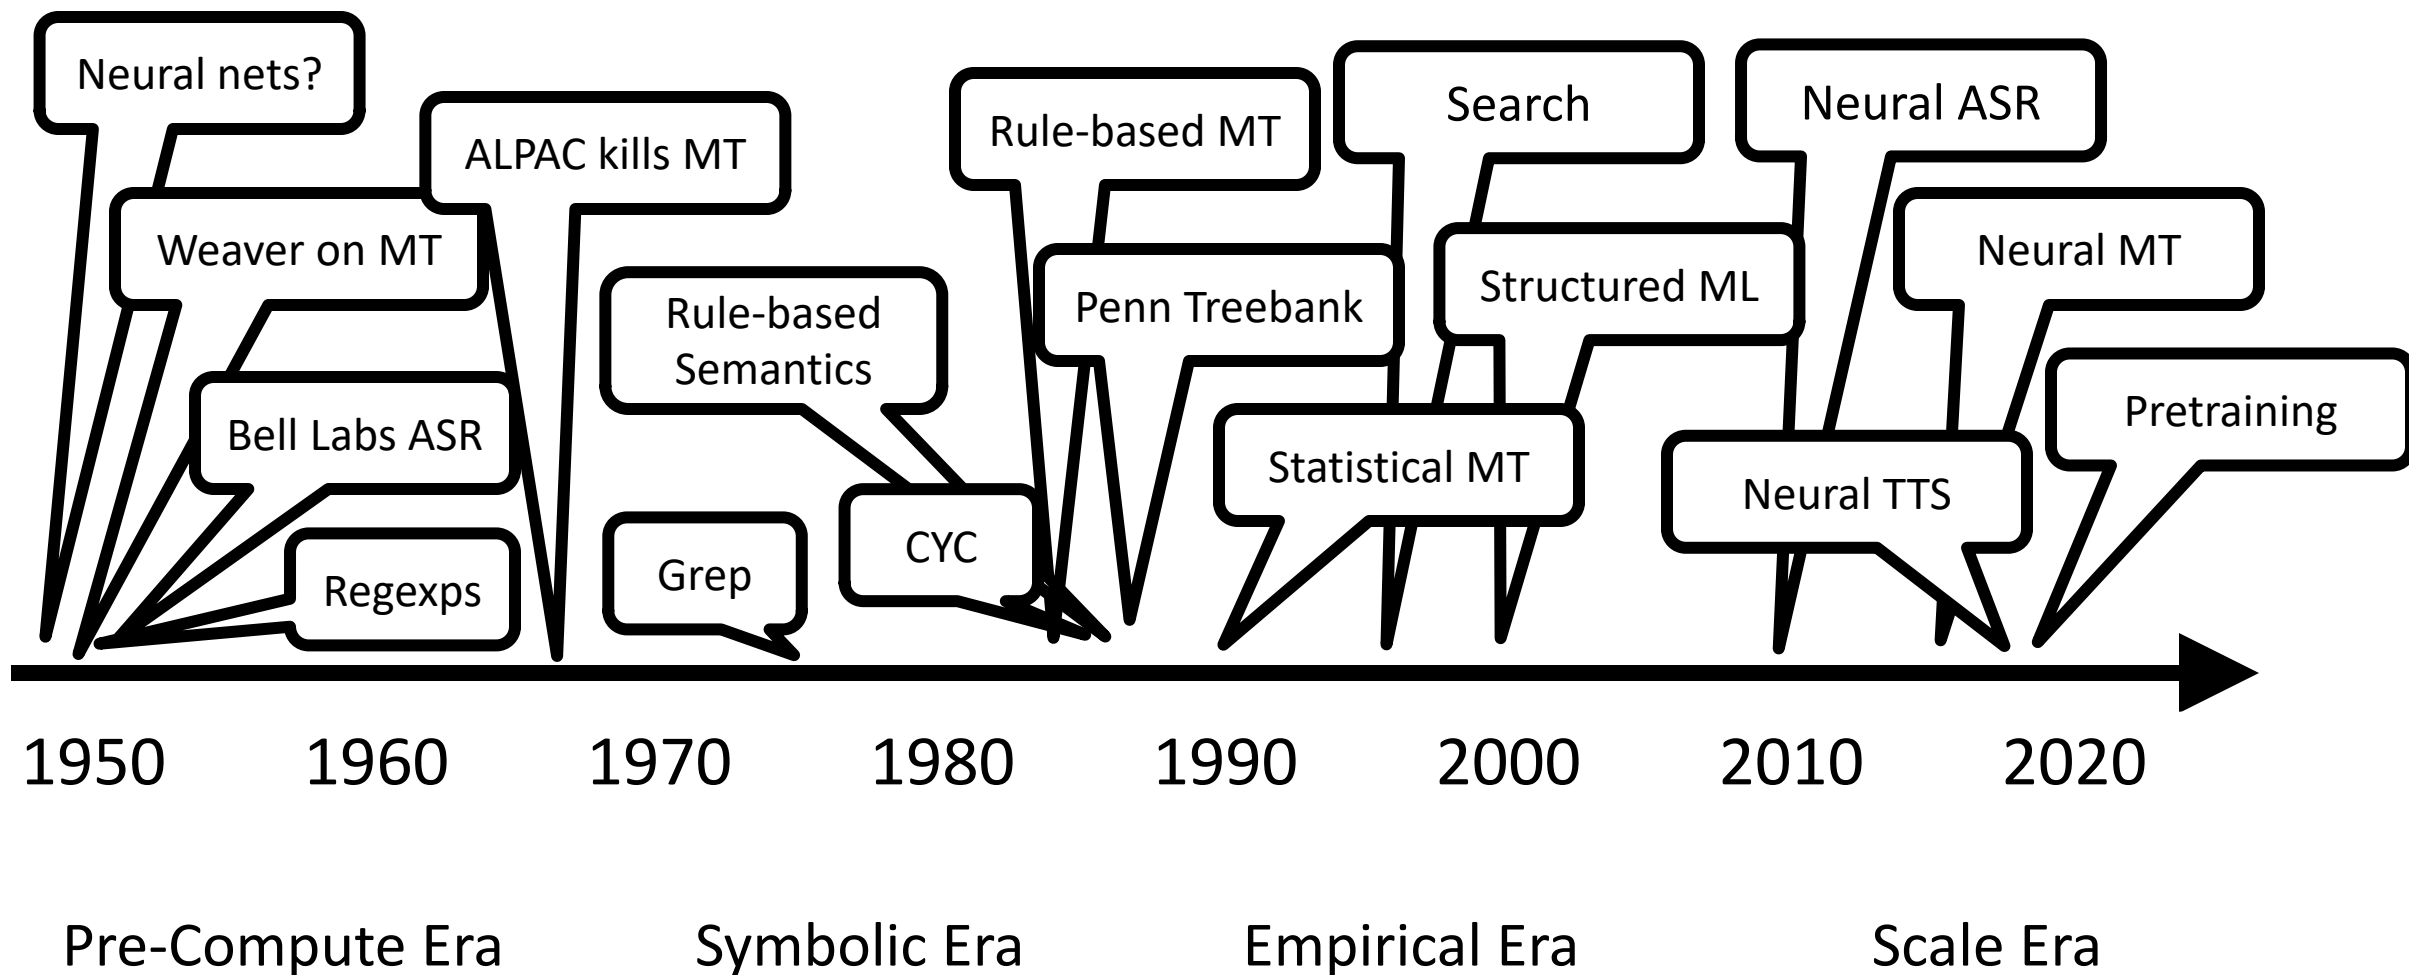 Neural nets?
Weaver on MT
Bell Labs ASR
Regexps
ALPAC kills MT
Rule-based
Semantics
Grep
CYC
Rule-based MT
Penn Treebank
Statistical MT
Search
Structured ML
Neural ASR
Neural MT
Neural TTS
Pretraining
1950 1960 1970 1980 1990 2000 2010 2020
Pre-Compute Era Symbolic Era Empirical Era Scale Era